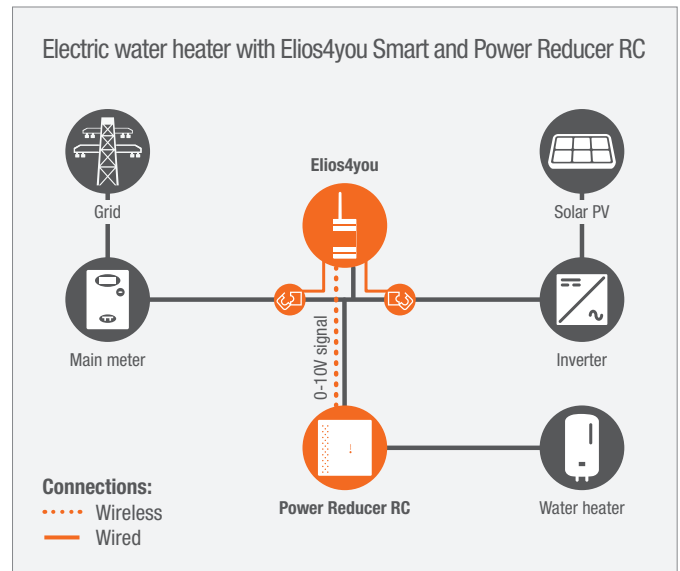 Electric water heater with Elios4you Smart and Power Reducer RC
Elios4you
Grid
Solar PV
Main meter
Inverter
0-10V signal
Power Reducer RC
Water heater
Connections:
Wireless
Wired